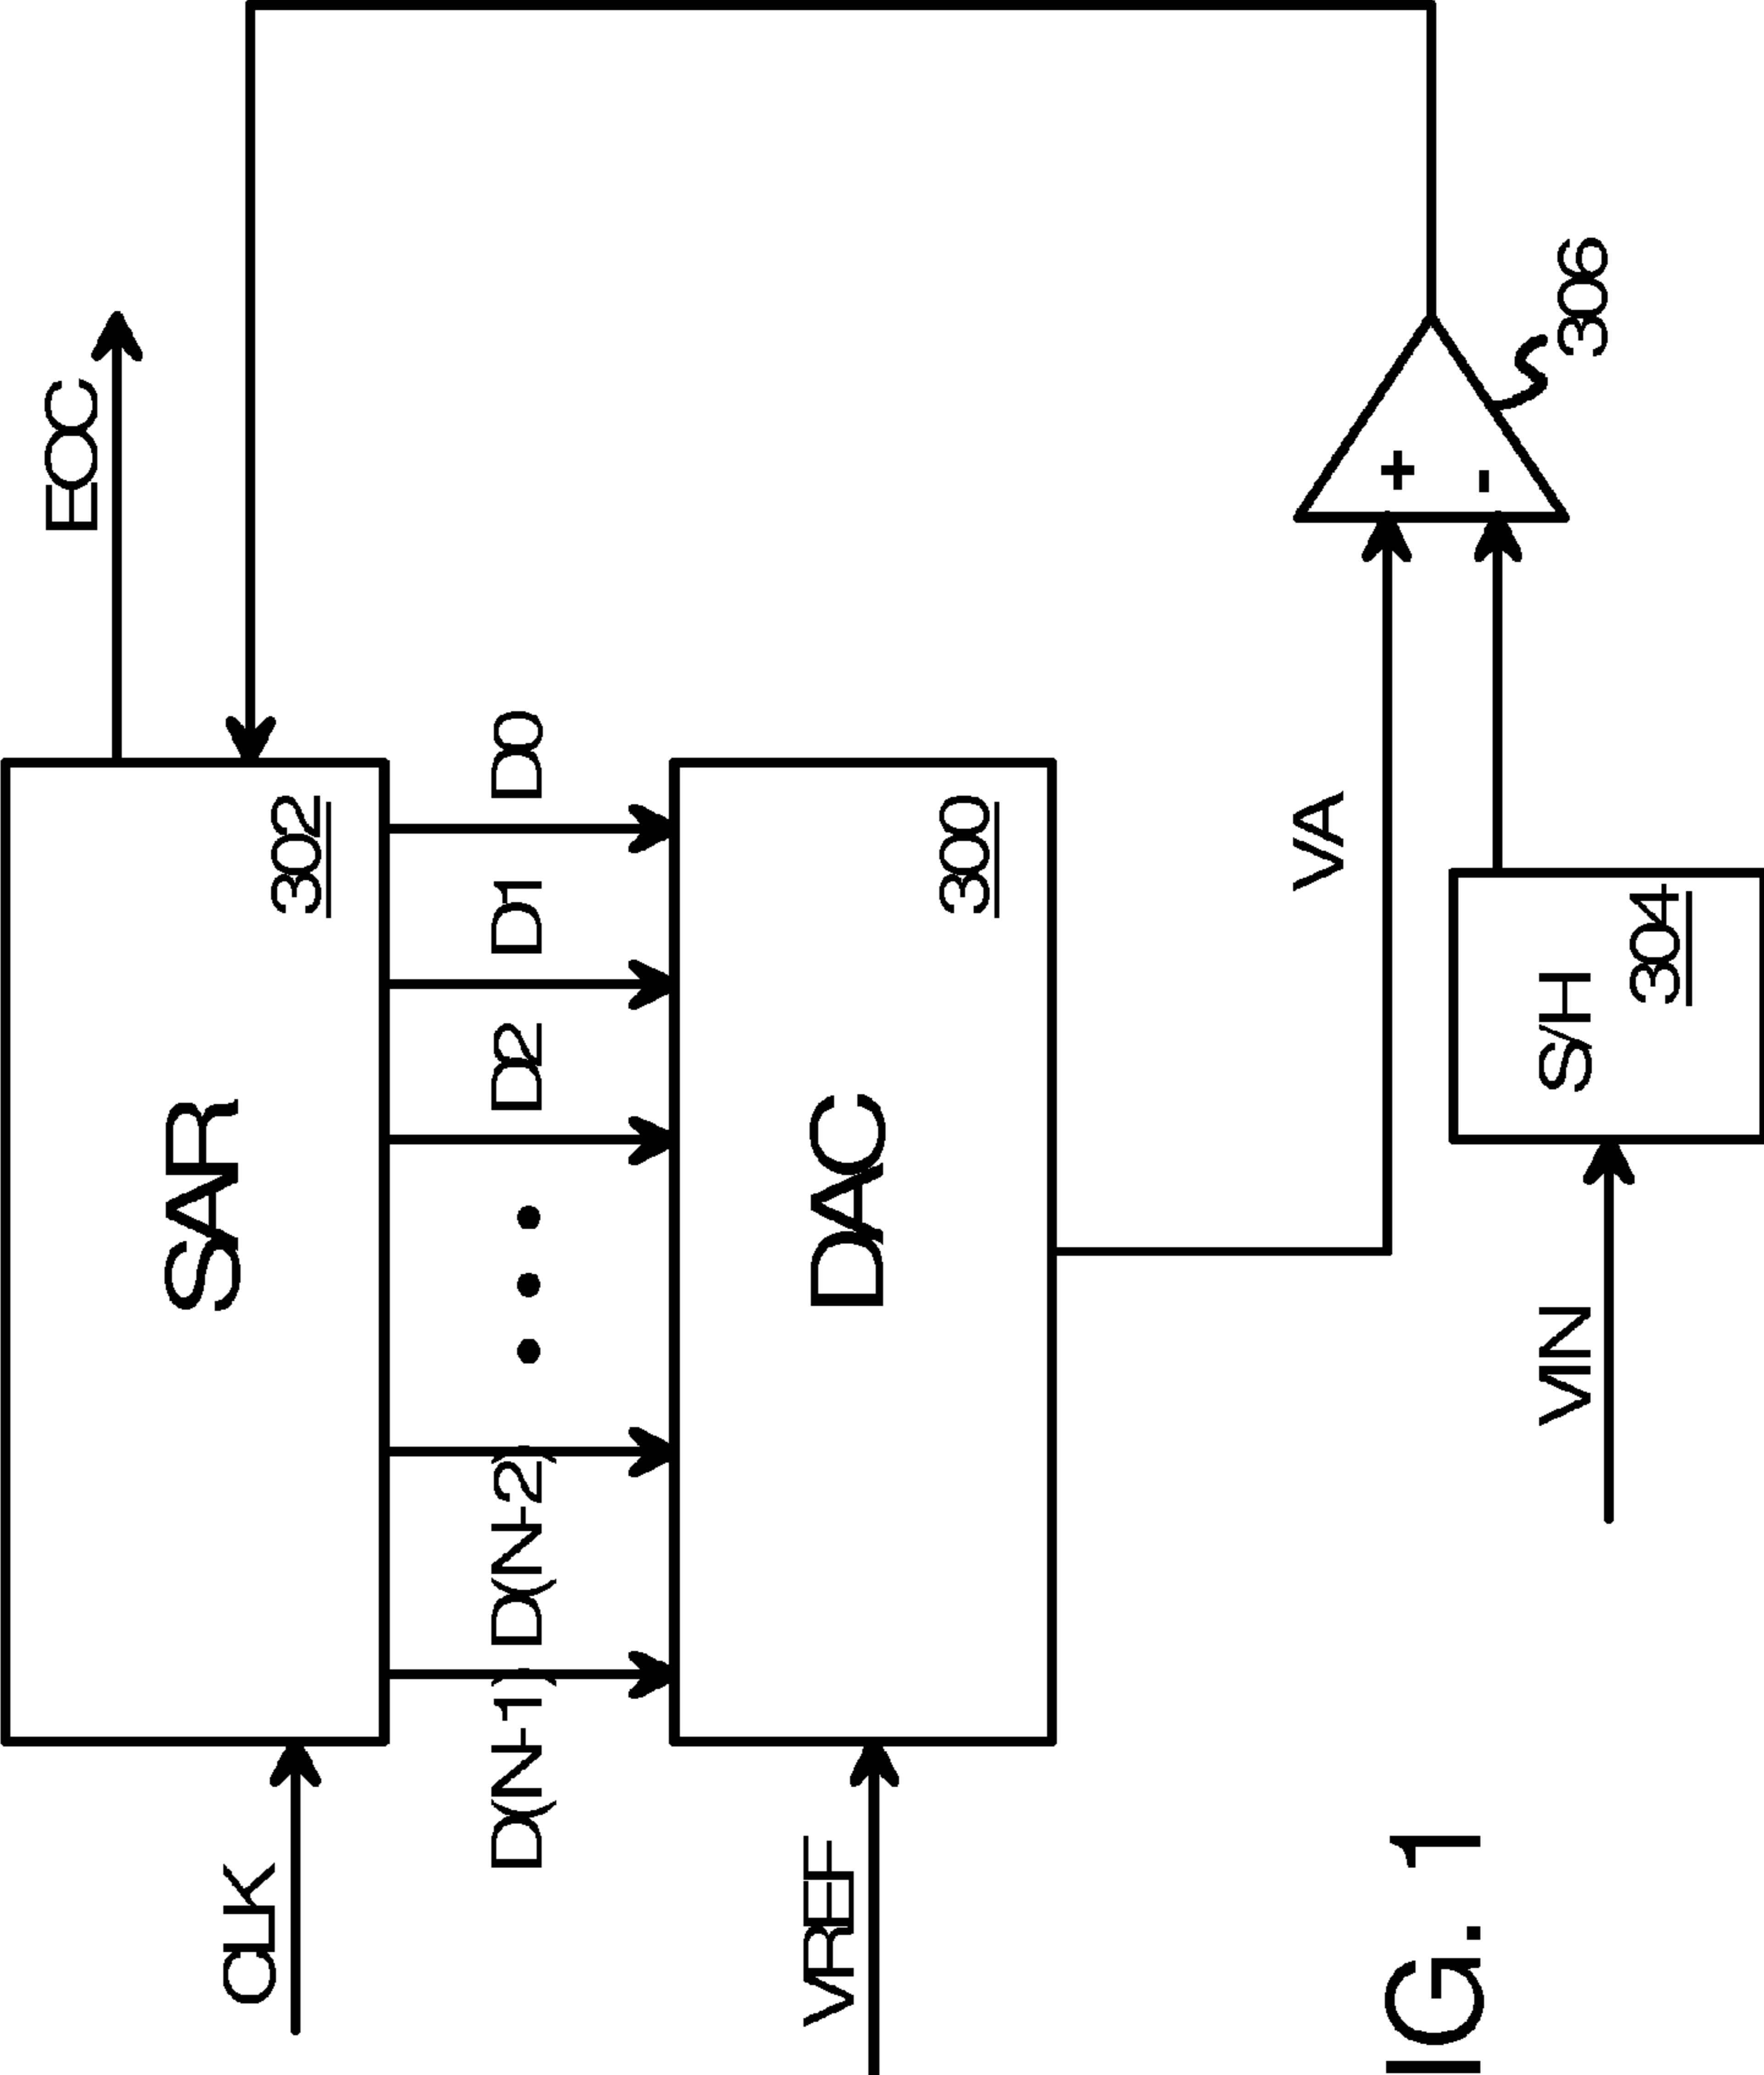 EOC
CLK
SAR
302
D(N-1)
D(N-2)
D2
D1
D0
VREF
DAC
300
VA
+
-
306
VIN
S/H
304
IG. 1